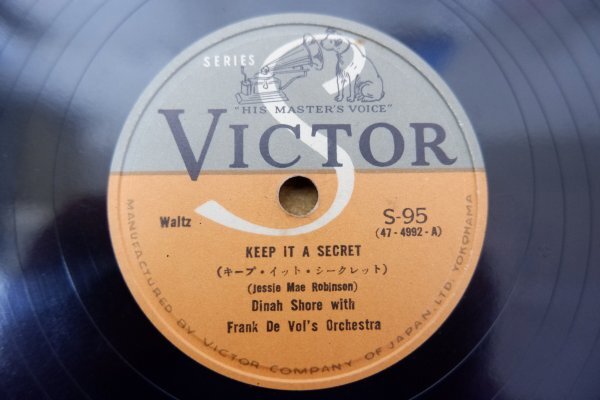 SERIES S
"HIS MASTER'S VOICE"
VICTOR
Waltz
S-95
(47-4992-A)
KEEP IT A SECRET
(キープ・イット・シークレット)
(Jessie Mae Robinson)
Dinah Shore with
Frank De Vol's Orchestra
MANUFACTURED BY VICTOR COMPANY OF JAPAN, LTD. YOKOHAMA